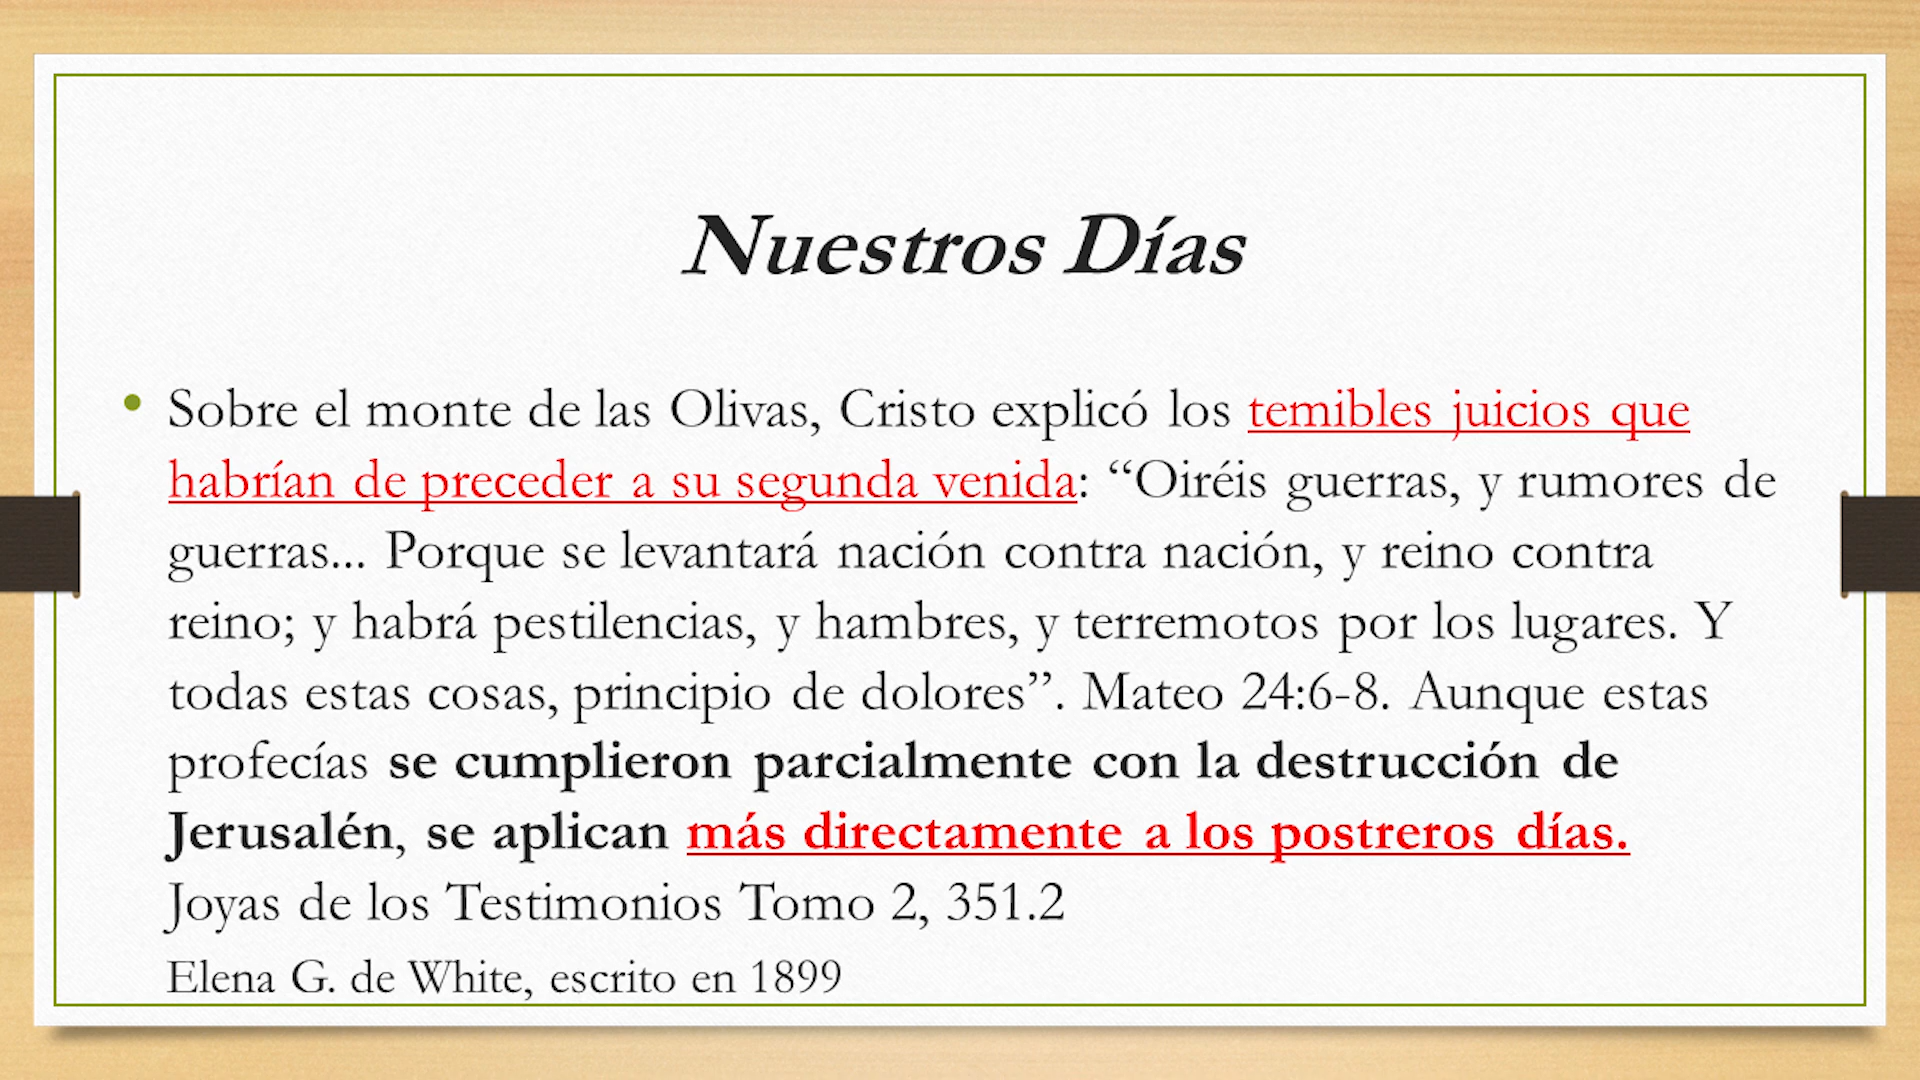 Nuestros Días
• Sobre el monte de las Olivas, Cristo explicó los temibles juicios que
habrían de preceder a su segunda venida: “Oiréis guerras, y rumores de
guerras... Porque se levantará nación contra nación, y reino contra
reino; y habrá pestilencias, y hambres, y terremotos por los lugares. Y
todas estas cosas, principio de dolores”. Mateo 24:6-8. Aunque estas
profecías se cumplieron parcialmente con la destrucción de
Jerusalén, se aplican más directamente a los postreros días.
Joyas de los Testimonios Tomo 2, 351.2
Elena G. de White, escrito en 1899